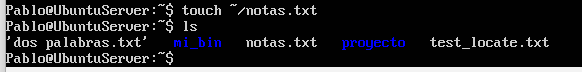 Pablo@UbuntuServer:~$ touch ~/notas.txt
Pablo@UbuntuServer:~$ ls
'dos palabras.txt'   mi_bin   notas.txt   proyecto   test_locate.txt
Pablo@UbuntuServer:~$